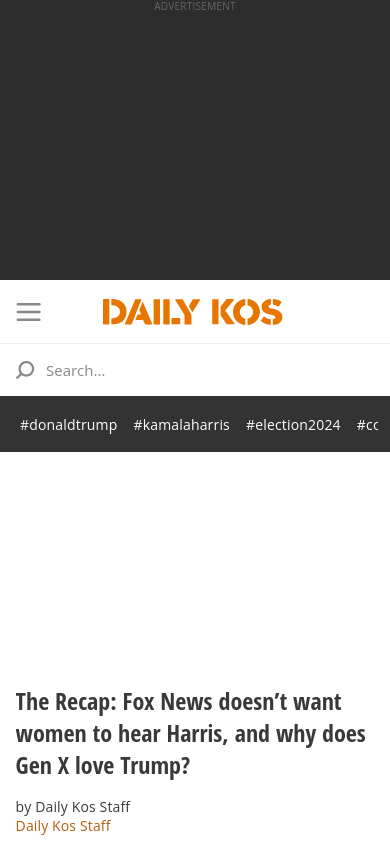 ADVERTISEMENT
DAILY KOS
Search...
#donaldtrump #kamalaharris #election2024
The Recap: Fox News doesn’t want
women to hear Harris, and why does
Gen X love Trump?
by Daily Kos Staff
Daily Kos Staff